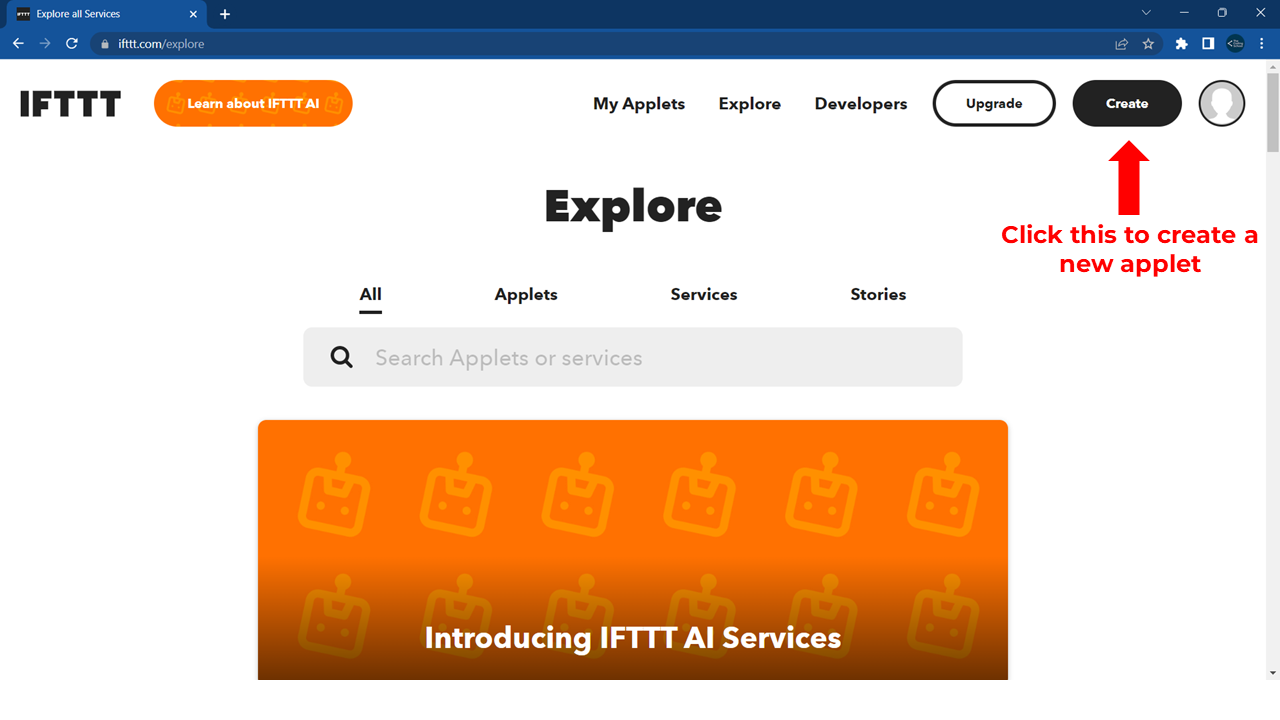 Explore all Services
ifttt.com/explore
IFTTT
Learn about IFTTT AI
My Applets
Explore
Developers
Upgrade
Create
Explore
Click this to create a
new applet
All
Applets
Services
Stories
Search Applets or services
Introducing IFTTT AI Services